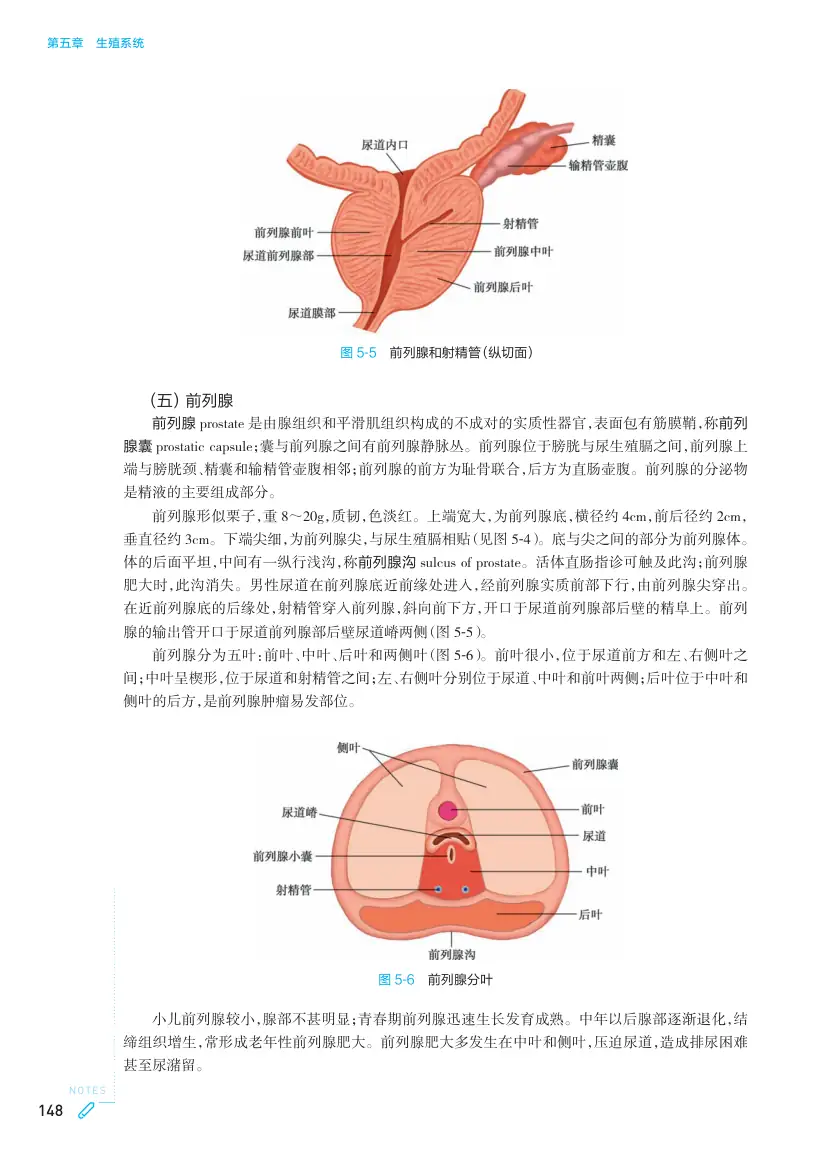 第五章 生殖系统
尿道内口
精囊
输精管壶腹
射精管
前列腺前叶
尿道前列腺部
前列腺中叶
前列腺后叶
尿道膜部
图 5-5 前列腺和射精管(纵切面)
(五) 前列腺
前列腺 prostate 是由腺组织和平滑肌组织构成的不成对的实质性器官,表面包有筋膜鞘,称前列
腺囊 prostatic capsule;囊与前列腺之间有前列腺静脉丛。前列腺位于膀胱与尿生殖膈之间,前列腺上
端与膀胱颈、精囊和输精管壶腹相邻;前列腺的前方为耻骨联合,后方为直肠壶腹。前列腺的分泌物
是精液的主要组成部分。
前列腺形似栗子,重 8～20g,质韧,色淡红。上端宽大,为前列腺底,横径约 4cm,前后径约 2cm,
垂直径约 3cm。下端尖细,为前列腺尖,与尿生殖膈相贴(见图 5-4)。底与尖之间的部分为前列腺体。
体的后面平坦,中间有一纵行浅沟,称前列腺沟 sulcus of prostate。活体直肠指诊可触及此沟;前列腺
肥大时,此沟消失。男性尿道在前列腺底近前缘处进入,经前列腺实质前部下行,由前列腺尖穿出。
在近前列腺底的后缘处,射精管穿入前列腺,斜向前下方,开口于尿道前列腺部后壁的精阜上。前列
腺的输出管开口于尿道前列腺部后壁尿道嵴两侧(图 5-5)。
前列腺分为五叶:前叶、中叶、后叶和两侧叶(图 5-6)。前叶很小,位于尿道前方和左、右侧叶之
间;中叶呈楔形,位于尿道和射精管之间;左、右侧叶分别位于尿道、中叶和前叶两侧;后叶位于中叶和
侧叶的后方,是前列腺肿瘤易发部位。
侧叶
前列腺囊
尿道嵴
前叶
尿道
前列腺小囊
中叶
射精管
后叶
前列腺沟
图 5-6 前列腺分叶
小儿前列腺较小,腺部不甚明显;青春期前列腺迅速生长发育成熟。中年以后腺部逐渐退化,结
缔组织增生,常形成老年性前列腺肥大。前列腺肥大多发生在中叶和侧叶,压迫尿道,造成排尿困难
甚至尿潴留。
NOTES
148